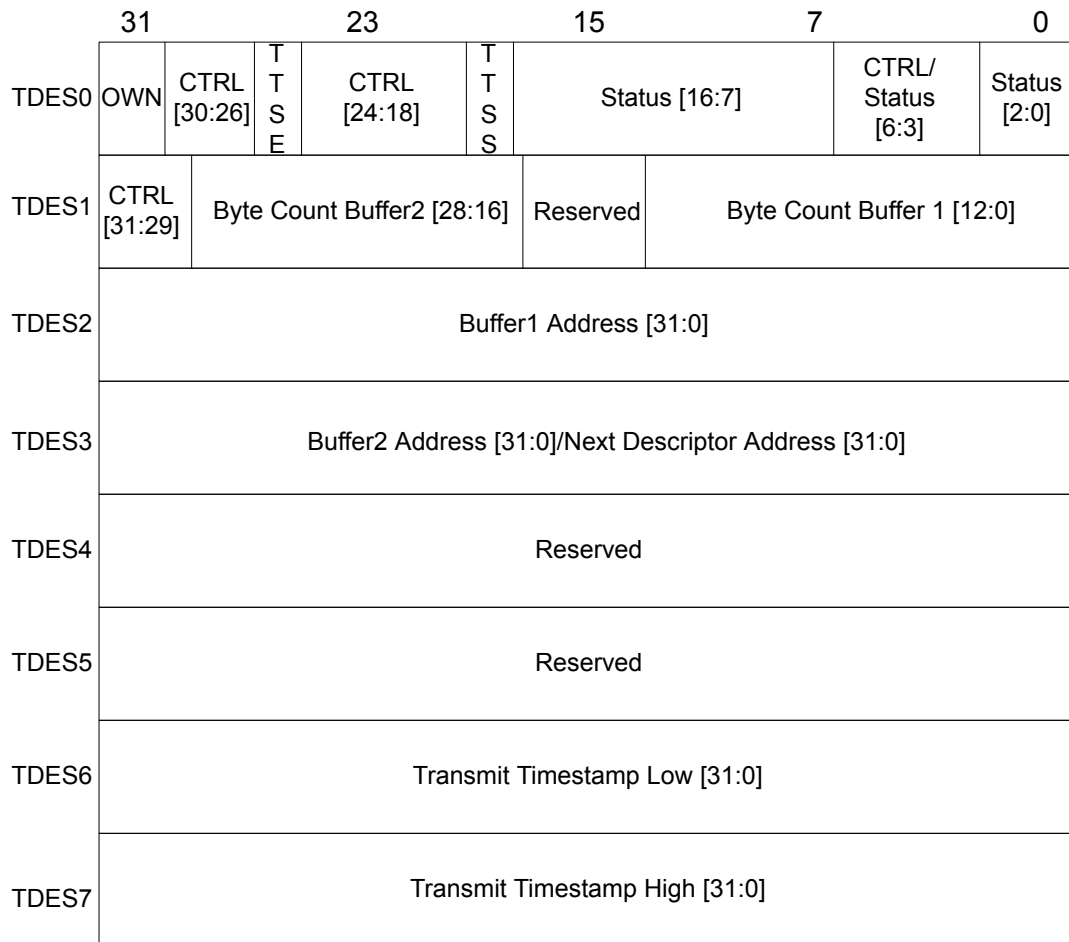 31 23 15 7 0
TDES0 OWN CTRL [30:26] TTSE CTRL [24:18] TTSS Status [16:7] CTRL/ Status [6:3] Status [2:0]
TDES1 CTRL [31:29] Byte Count Buffer2 [28:16] Reserved Byte Count Buffer 1 [12:0]
TDES2 Buffer1 Address [31:0]
TDES3 Buffer2 Address [31:0]/Next Descriptor Address [31:0]
TDES4 Reserved
TDES5 Reserved
TDES6 Transmit Timestamp Low [31:0]
TDES7 Transmit Timestamp High [31:0]